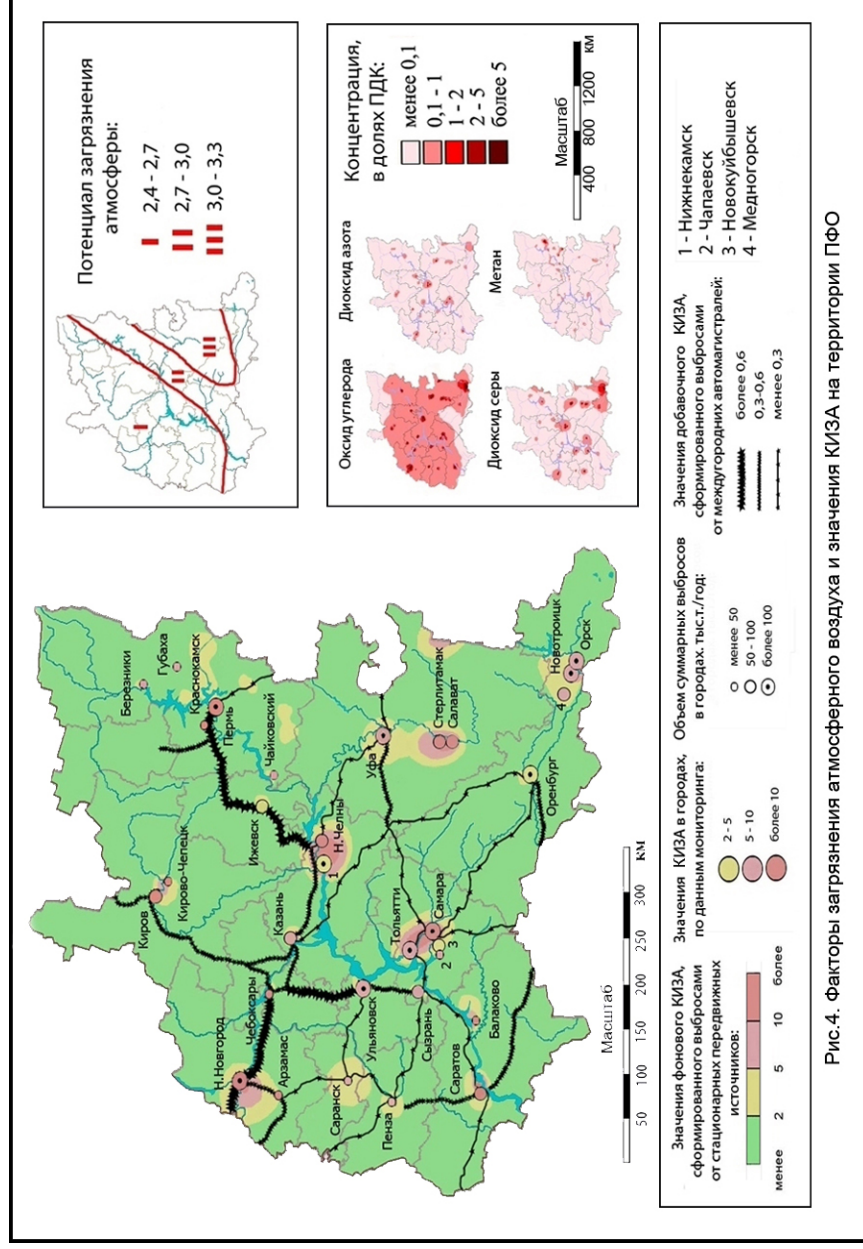 Березники
Губаха
Краснокамск
Пермь
Чайковский
Киров
Кирово-Чепецк
Ижевск
Н.Челны
1
Казань
Уфа
Стерлитамак
Салават
Новотроицк
Орск
4
Оренбург
Н.Новгород
Чебоксары
Арзамас
Ульяновск
Саранск
Пенза
Сызрань
Тольятти
Самара
2
3
Саратов
Балаково
50 100 150 200 250 300 км
Масштаб
Потенциал загрязнения
атмосферы:
I
II
III
2,4 - 2,7
2,7 - 3,0
3,0 - 3,3
Оксид углерода
Диоксид азота
Диоксид серы
Метан
Концентрация,
в долях ПДК:
менее 0,1
0,1 - 1
1 - 2
2 - 5
более 5
Масштаб
400 800 1200 км
Значения фонового КИЗА,
сформированного выбросами
от стационарных передвижных
источников:
менее 2 5 10 более
Значения КИЗА в городах,
по данным мониторинга:
2 - 5
5 - 10
более 10
Объем суммарных выбросов
в городах. тыс.т./год:
менее 50
50 - 100
более 100
Значения добавочного КИЗА,
сформированного выбросами
от междугородних автомагистралей:
более 0,6
0,3-0,6
менее 0,3
1 - Нижнекамск
2 - Чапаевск
3 - Новокуйбышевск
4 - Медногорск
Рис.4. Факторы загрязнения атмосферного воздуха и значения КИЗА на территории ПФО